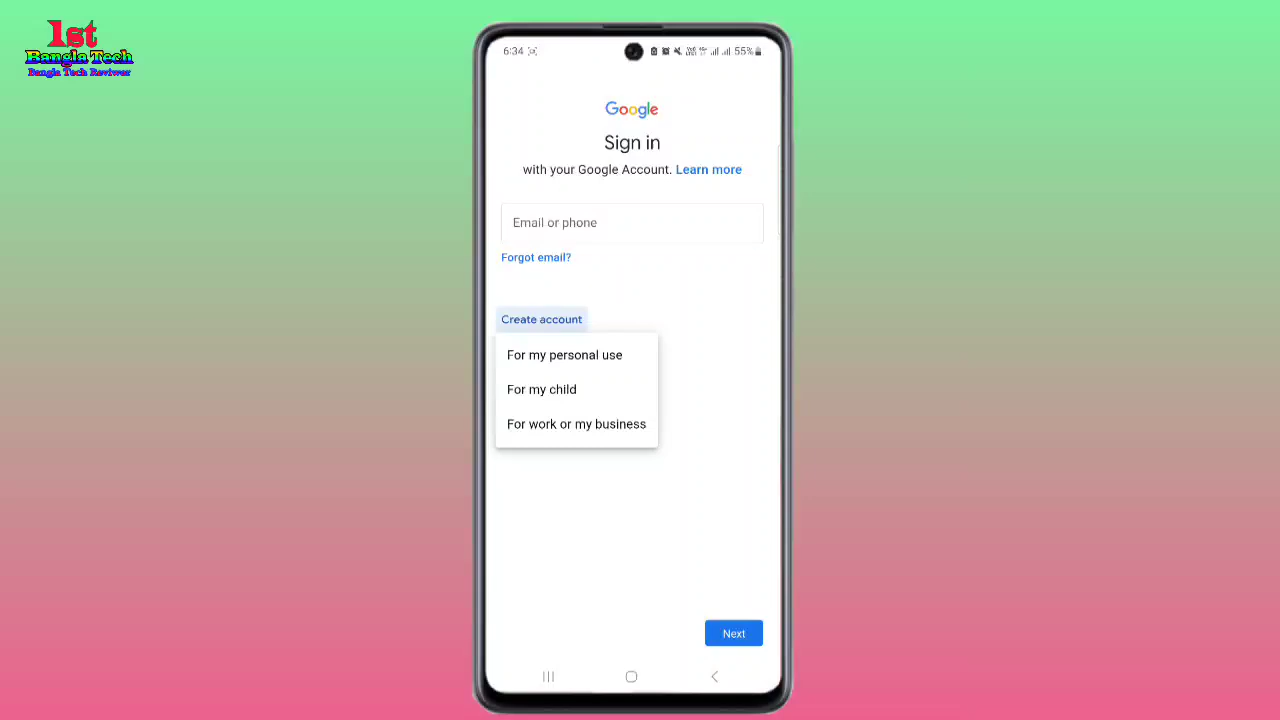 1st
Bangla Tech
Bangla Tech Reviwer
6:34
55%
Google
Sign in
with your Google Account. Learn more
Email or phone
Forgot email?
Create account
For my personal use
For my child
For work or my business
Next